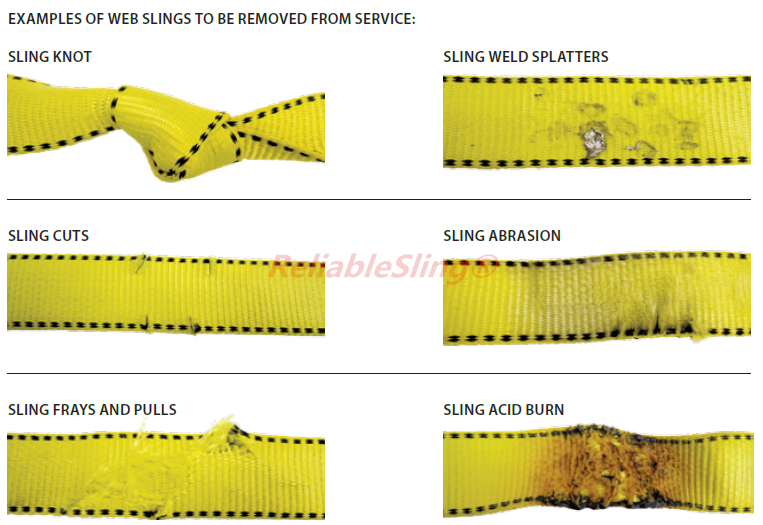 EXAMPLES OF WEB SLINGS TO BE REMOVED FROM SERVICE:
SLING KNOT
SLING WELD SPLATTERS
SLING CUTS
SLING ABRASION
ReliableSling®
SLING FRAYS AND PULLS
SLING ACID BURN